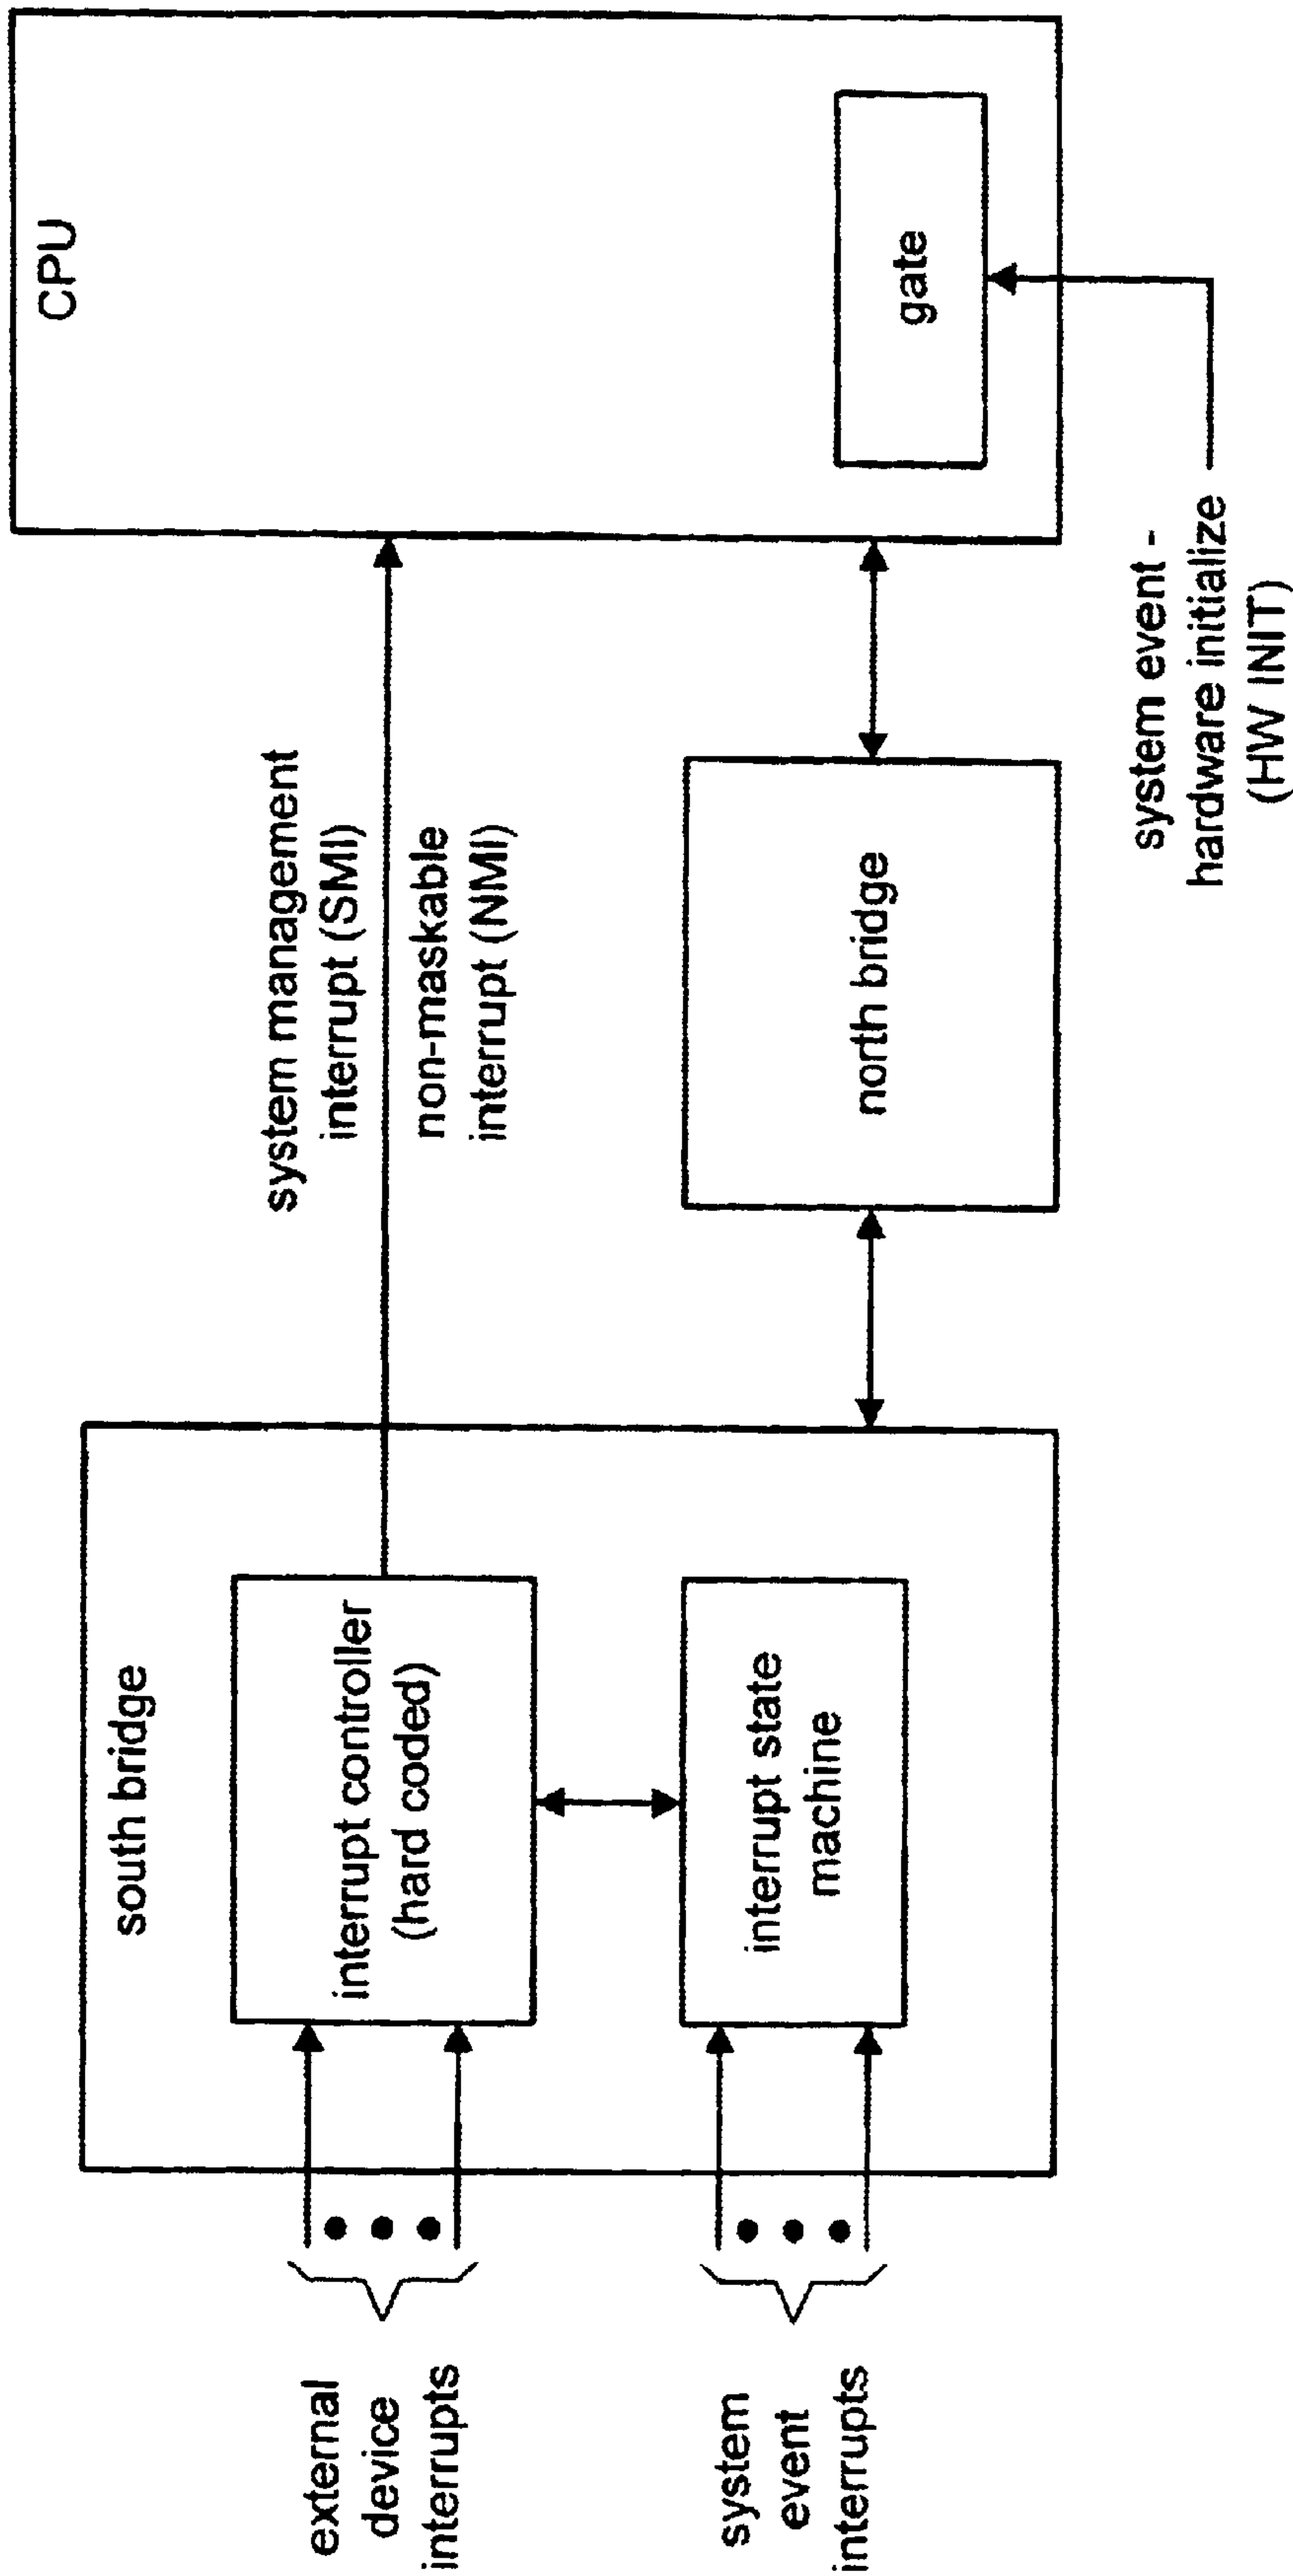 external
device
interrupts
system
event
interrupts
south bridge
interrupt controller
(hard coded)
interrupt state
machine
system management
interrupt (SMI)
non-maskable
interrupt (NMI)
north bridge
CPU
gate
system event -
hardware initialize
(HW INIT)